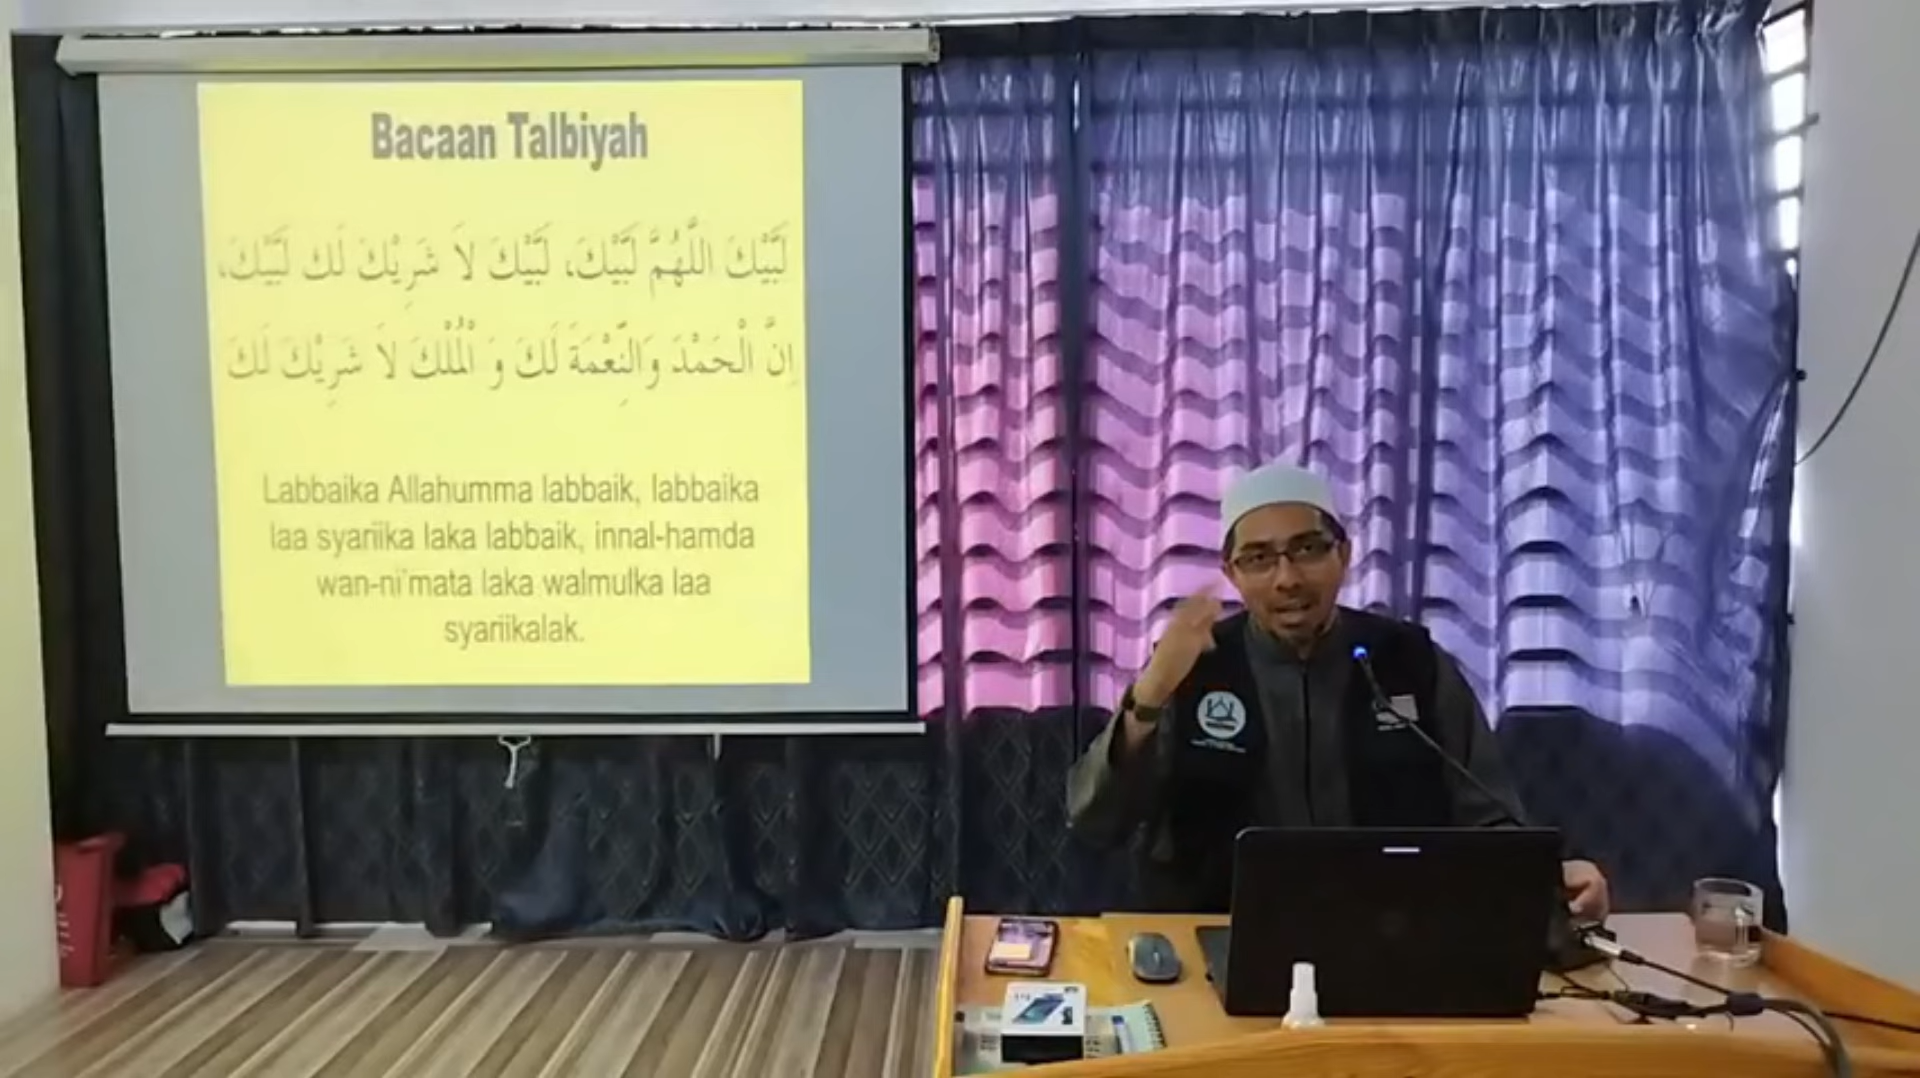 Bacaan Talbiyah
لَبَّيْكَ اللَّهُمَّ لَبَّيْكَ، لَبَّيْكَ لاَ شَرِيْكَ لَكَ لَبَّيْكَ،
اِنَّ الْحَمْدَ وَالنِّعْمَةَ لَكَ وَ الْمُلْكَ لاَ شَرِيْكَ لَكَ
Labbaika Allahumma labbaik, labbaika
laa syariika laka labbaik, innal-hamda
wan-ni'mata laka walmulka laa
syariikalak.